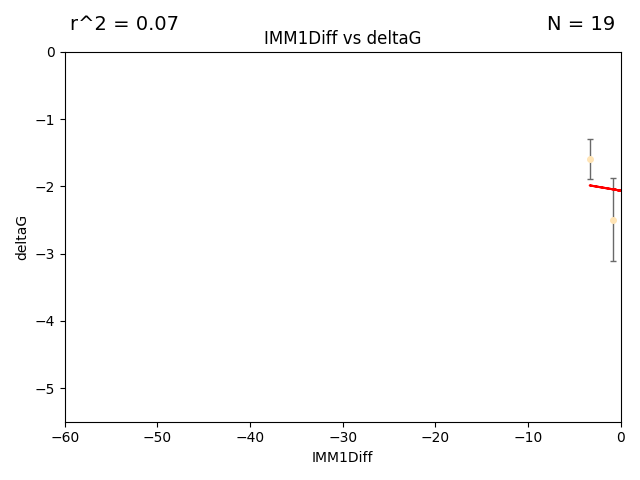 r^2 = 0.07
N = 19
IMM1Diff vs deltaG
0
−1
−2
−3
−4
−5
deltaG
−60
−50
−40
−30
−20
−10
0
IMM1Diff